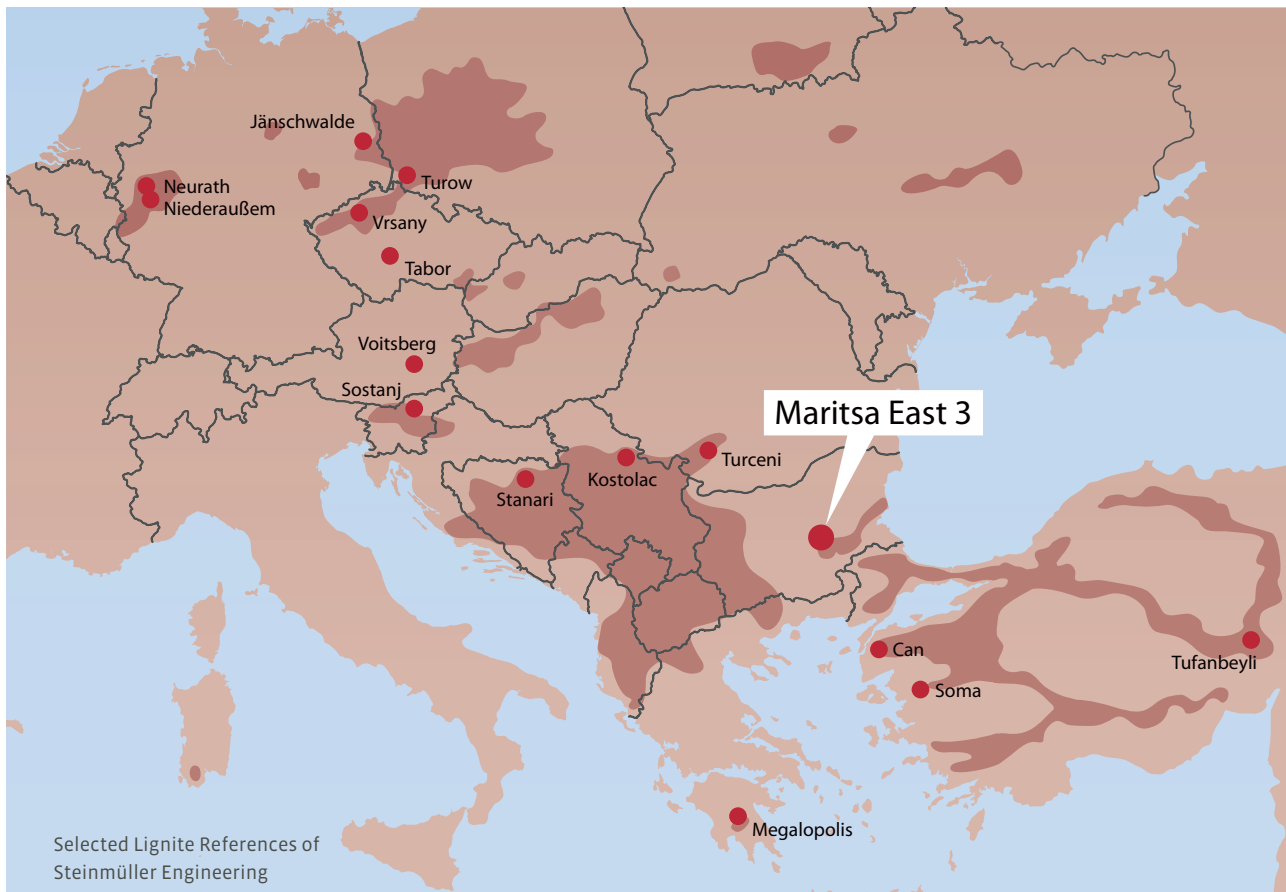 Jänschwalde
Neurath
Niederaußem
Turow
Vrsany
Tabor
Voitsberg
Sostanj
Maritsa East 3
Turceni
Kostolac
Stanari
Can
Soma
Tufanbeyli
Megalopolis
Selected Lignite References of
Steinmüller Engineering